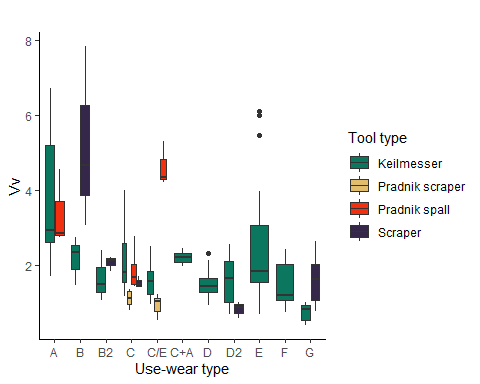 8
6
4
2
Vv
A B B2 C C/E C+A D D2 E F G
Use-wear type
Tool type
Keilmesser
Pradnik scraper
Pradnik spall
Scraper